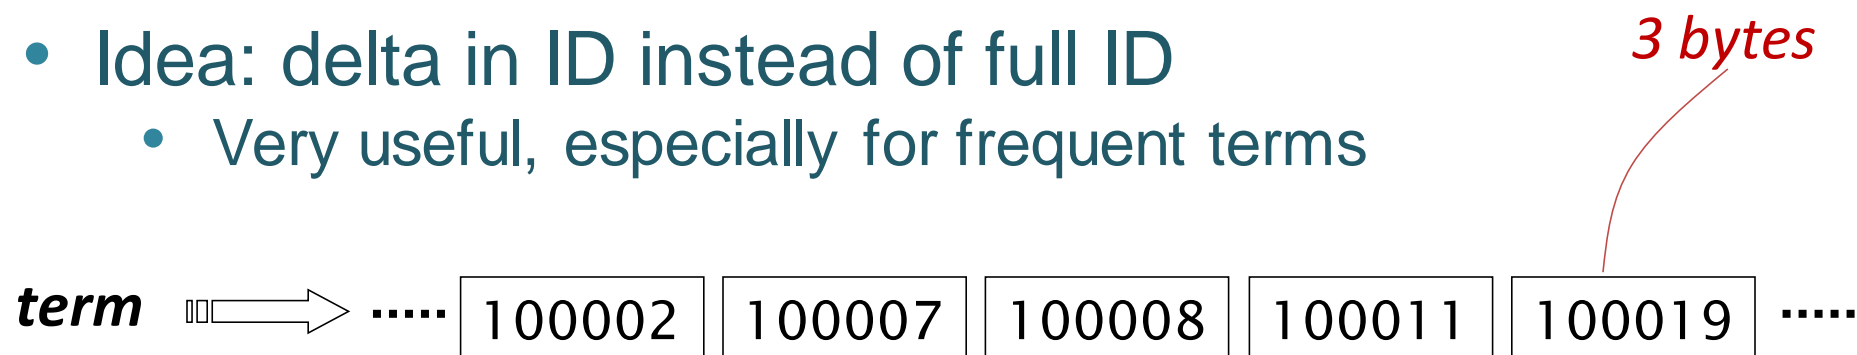 • Idea: delta in ID instead of full ID
3 bytes
• Very useful, especially for frequent terms
term ..... 100002 100007 100008 100011 100019 .....